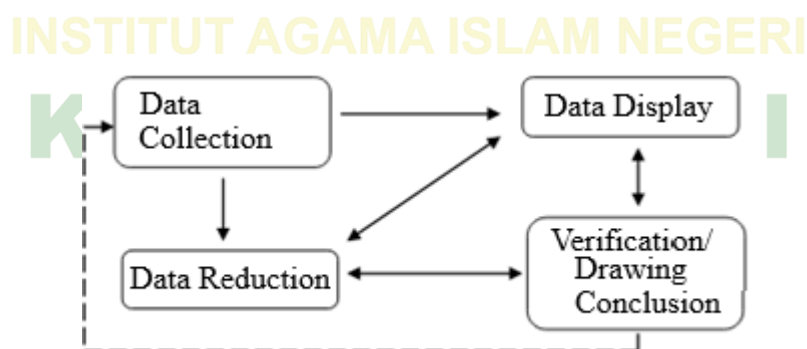 INSTITUT AGAMA ISLAM NEGERI
K I
Data
Collection
Data Display
Data Reduction
Verification/
Drawing
Conclusion